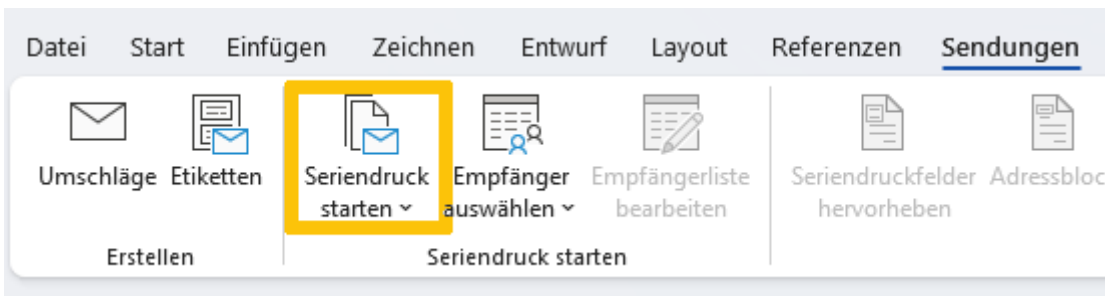 Datei Start Einfügen Zeichnen Entwurf Layout Referenzen Sendungen
Umschläge Etiketten Seriendruck Empfänger Empfängerliste Seriendruckfelder Adressbloc
starten auswählen bearbeiten hervorheben
Erstellen Seriendruck starten